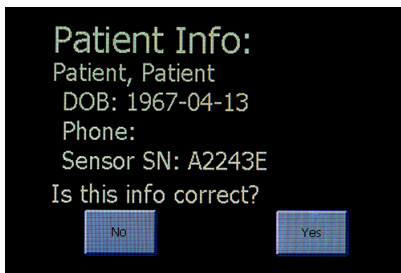 Patient Info:
Patient, Patient
DOB: 1967-04-13
Phone:
Sensor SN: A2243E
Is this info correct?
No
Yes